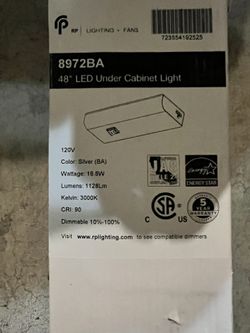 RP LIGHTING + FANS
723554192525
8972BA
48" LED Under Cabinet Light
120V
Color: Silver (BA)
Wattage: 18.8W
Lumens: 1128Lm
Kelvin: 3000K
CRI: 90
Dimmable 10%-100%
ENERGY STAR
C US
5 YEAR
WARRANTY
Visit www.rplighting.com to see compatible dimmers